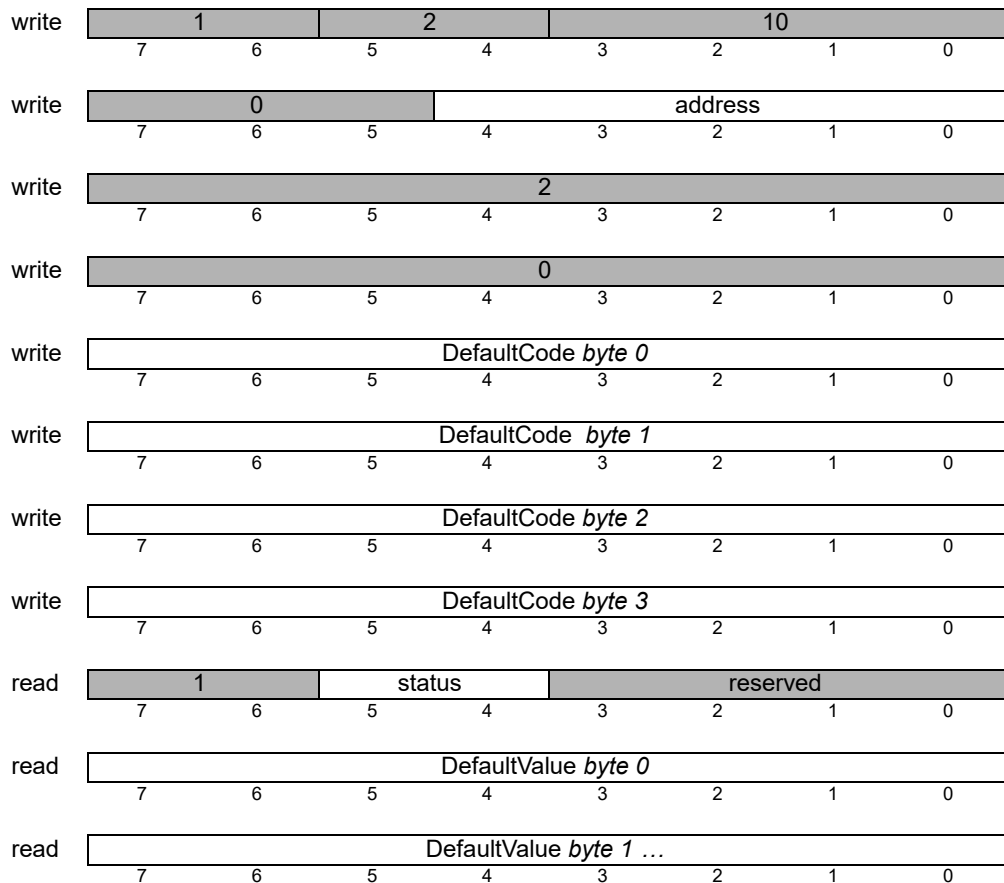 write 1 2 10
7 6 5 4 3 2 1 0
write 0 address
7 6 5 4 3 2 1 0
write 2
7 6 5 4 3 2 1 0
write 0
7 6 5 4 3 2 1 0
write DefaultCode byte 0
7 6 5 4 3 2 1 0
write DefaultCode byte 1
7 6 5 4 3 2 1 0
write DefaultCode byte 2
7 6 5 4 3 2 1 0
write DefaultCode byte 3
7 6 5 4 3 2 1 0
read 1 status reserved
7 6 5 4 3 2 1 0
read DefaultValue byte 0
7 6 5 4 3 2 1 0
read DefaultValue byte 1 …
7 6 5 4 3 2 1 0